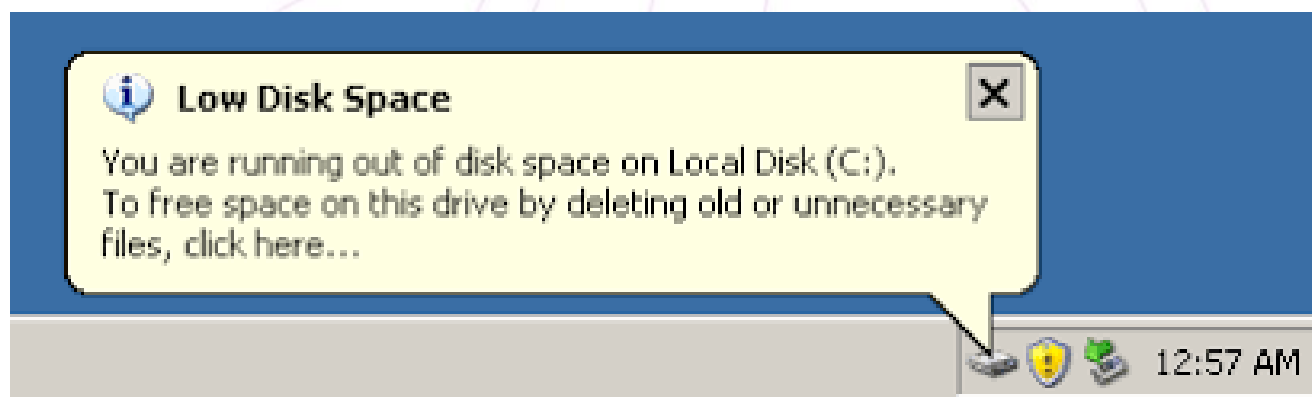 Low Disk Space
You are running out of disk space on Local Disk (C:).
To free space on this drive by deleting old or unnecessary
files, click here...
12:57 AM